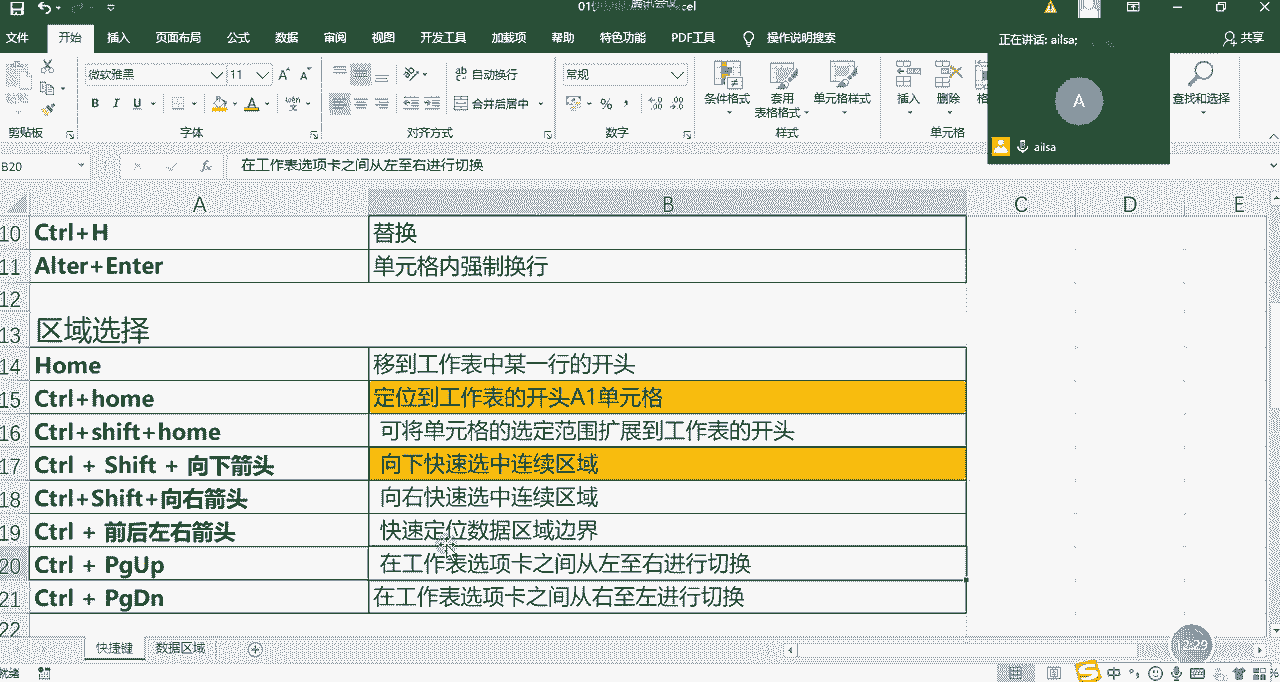 文件 开始 插入 页面布局 公式 数据 审阅 视图 开发工具 加载项 帮助 特色功能 PDF工具 操作说明搜索 正在讲话: ailsa; 共享
微软雅黑 11 自动换行 常规
B I U 合并后居中 % 条件格式 套用 表格格式 单元格样式 插入 删除 查找和选择
剪贴板 字体 对齐方式 数字 样式 单元格
A
ailsa
B20 fx 在工作表选项卡之间从左至右进行切换
A B C D E
10 Ctrl+H 替换
11 Alter+Enter 单元格内强制换行
12
13 区域选择
14 Home 移到工作表中某一行的开头
15 Ctrl+home 定位到工作表的开头A1单元格
16 Ctrl+shift+home 可将单元格的选定范围扩展到工作表的开头
17 Ctrl + Shift + 向下箭头 向下快速选中连续区域
18 Ctrl+Shift+向右箭头 向右快速选中连续区域
19 Ctrl + 前后左右箭头 快速定位数据区域边界
20 Ctrl + PgUp 在工作表选项卡之间从左至右进行切换
21 Ctrl + PgDn 在工作表选项卡之间从右至左进行切换
22
快捷键 数据区域
12:29
就绪 中